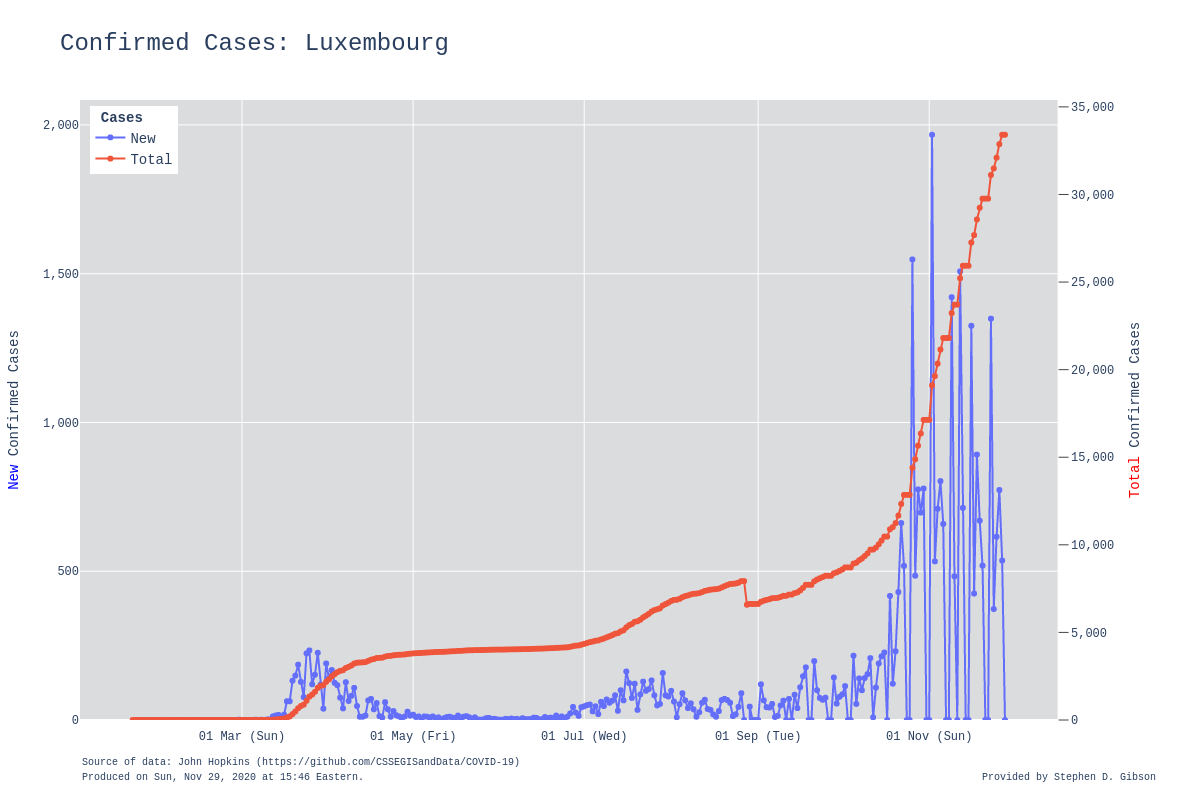 Confirmed Cases: Luxembourg
Cases
New
Total
2,000
1,500
1,000
500
0
New Confirmed Cases
35,000
30,000
25,000
20,000
15,000
10,000
5,000
0
Total Confirmed Cases
01 Mar (Sun) 01 May (Fri) 01 Jul (Wed) 01 Sep (Tue) 01 Nov (Sun)
Source of data: John Hopkins (https://github.com/CSSEGISandData/COVID-19)
Produced on Sun, Nov 29, 2020 at 15:46 Eastern.
Provided by Stephen D. Gibson